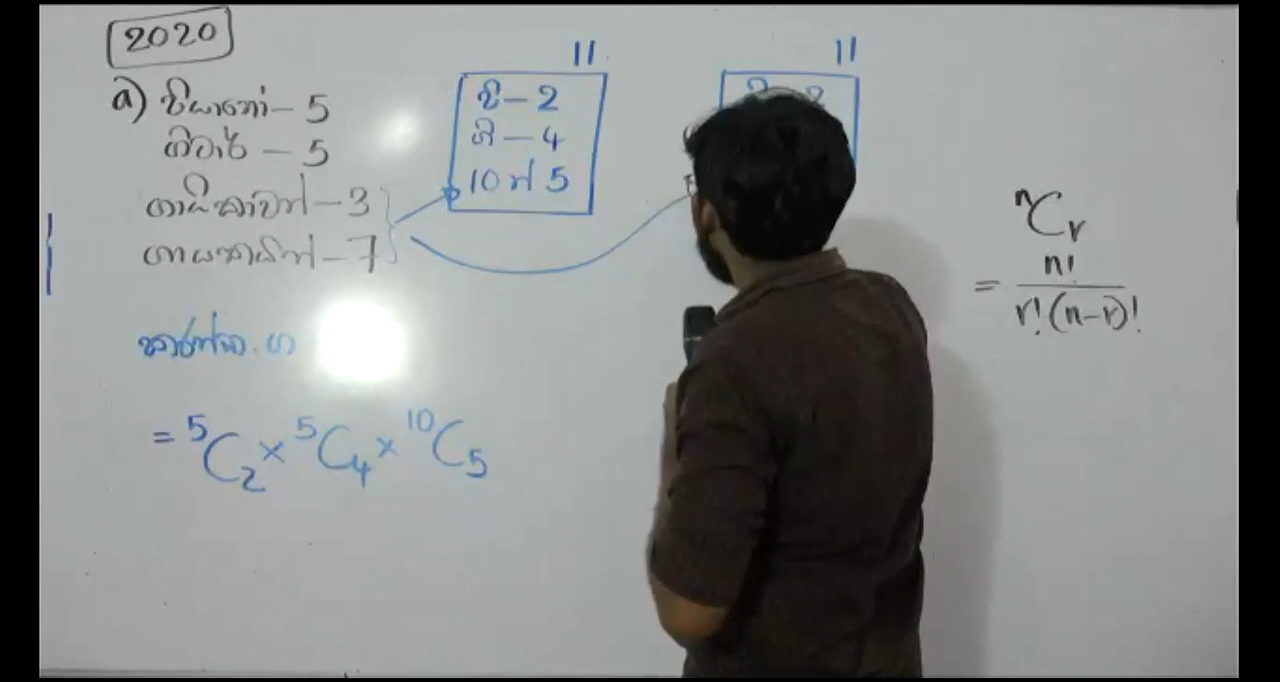 2020
a) පියානෝ - 5
ගිටාර් - 5
ගායිකාවන් - 3
ගායකයින් - 7
11
පි - 2
ගි - 4
10 න් 5
11
= ⁵C₂ × ⁵C₄ × ¹⁰C₅
ⁿCᵣ
= n! / r!(n-r)!